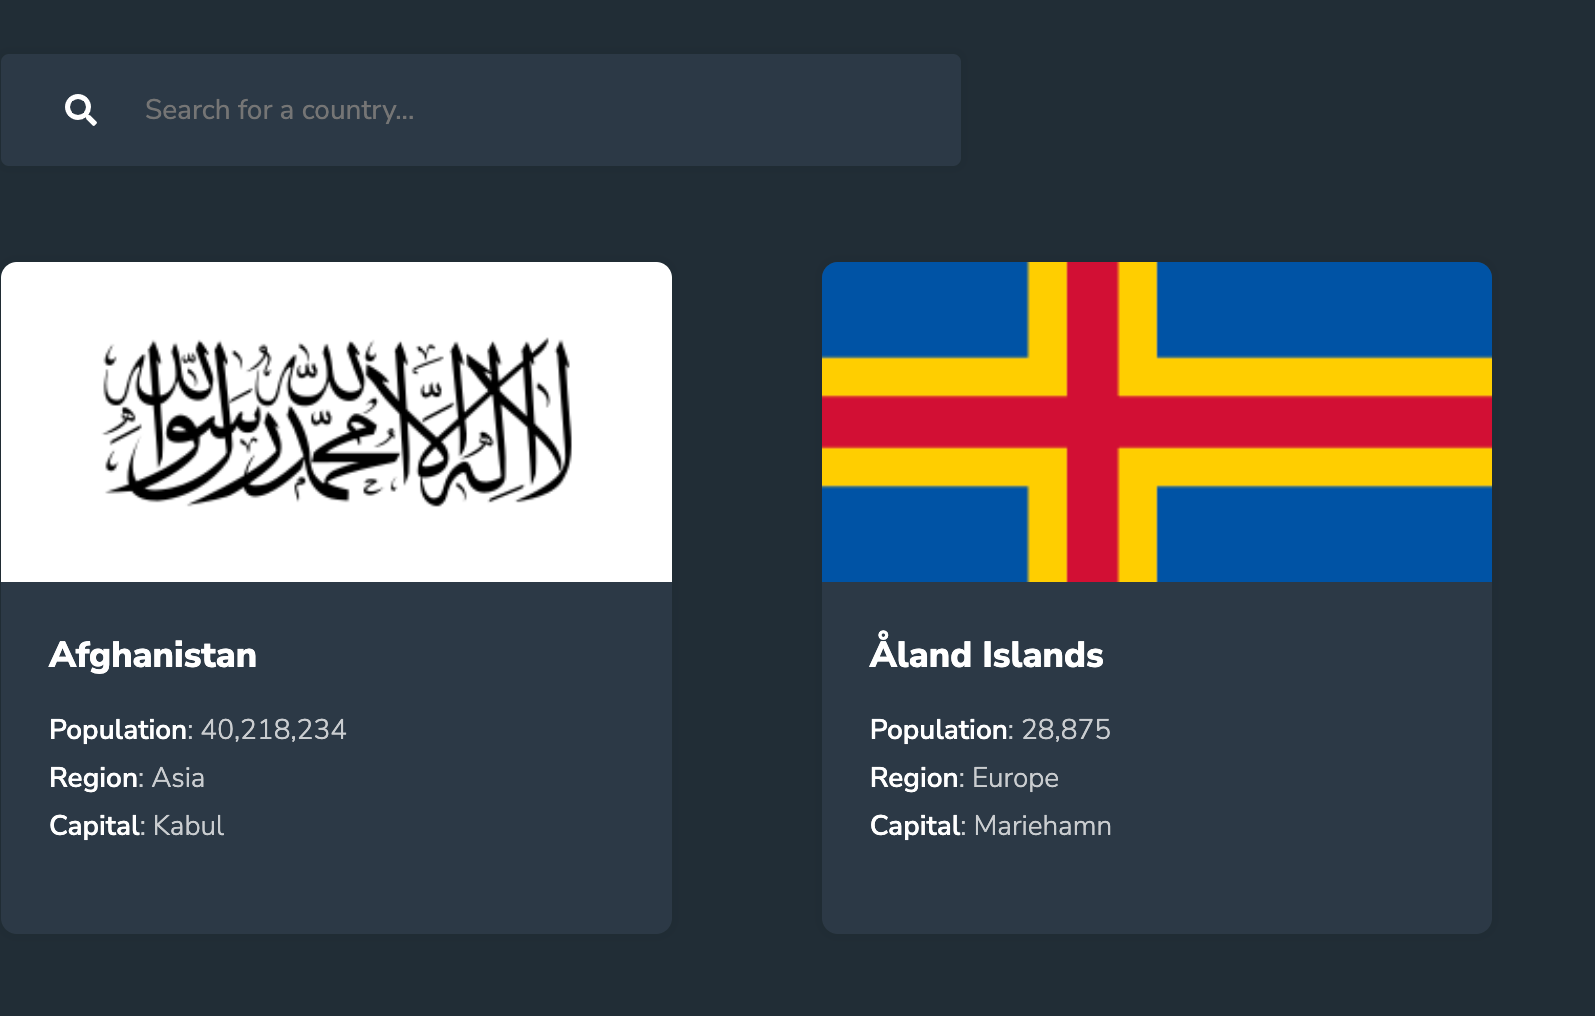 Search for a country...
لا إله إلا الله محمد رسول الله
Afghanistan
Population: 40,218,234
Region: Asia
Capital: Kabul
Åland Islands
Population: 28,875
Region: Europe
Capital: Mariehamn